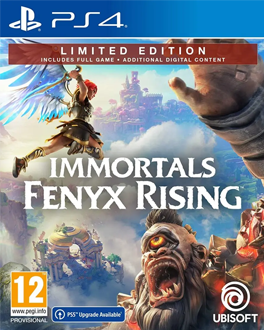 PS4
LIMITED EDITION
INCLUDES FULL GAME • ADDITIONAL DIGITAL CONTENT
IMMORTALS
FENYX RISING
12
www.pegi.info
PROVISIONAL
PS5™ Upgrade Available
UBISOFT